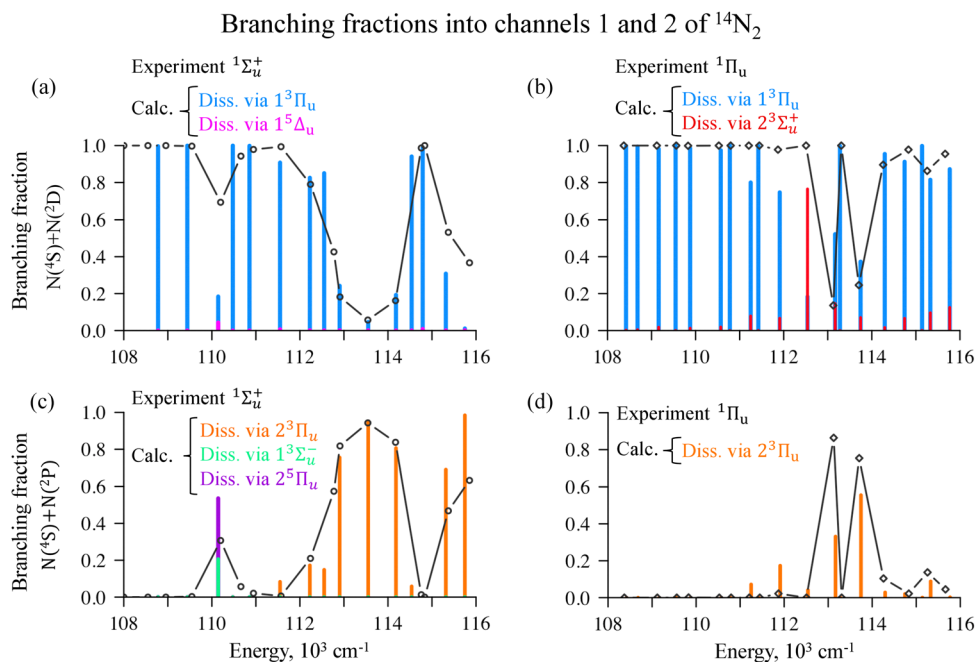 Branching fractions into channels 1 and 2 of ¹⁴N₂
(a)
Experiment ¹Σᵤ⁺
Calc.
Diss. via 1³Πᵤ
Diss. via 1⁵Δᵤ
Branching fraction
N(⁴S)+N(²D)
1.0
0.8
0.6
0.4
0.2
0.0
108 110 112 113 114 116
(b)
Experiment ¹Πᵤ
Calc.
Diss. via 1³Πᵤ
Diss. via 2³Σᵤ⁺
1.0
0.8
0.6
0.4
0.2
0.0
108 110 112 114 116
(c)
Experiment ¹Σᵤ⁺
Calc.
Diss. via 2³Πᵤ
Diss. via 1³Σᵤ⁻
Diss. via 2⁵Πᵤ
Branching fraction
N(⁴S)+N(²P)
1.0
0.8
0.6
0.4
0.2
0.0
108 110 112 113 114 116
Energy, 10³ cm⁻¹
(d)
Experiment ¹Πᵤ
Calc.
Diss. via 2³Πᵤ
1.0
0.8
0.6
0.4
0.2
0.0
108 110 112 114 116
Energy, 10³ cm⁻¹